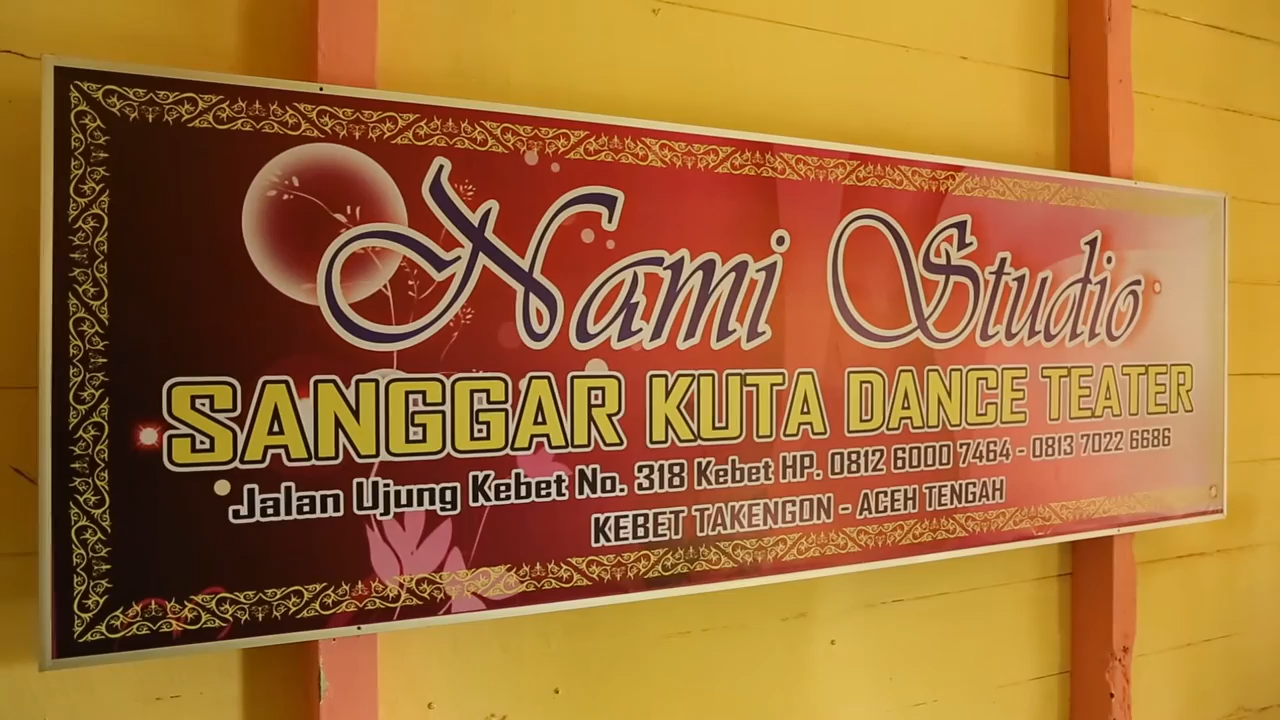 Nami Studio
SANGGAR KUTA DANCE TEATER
Jalan Ujung Kebet No. 318 Kebet HP. 0812 6000 7464 - 0813 7022 6686
KEBET TAKENGON - ACEH TENGAH